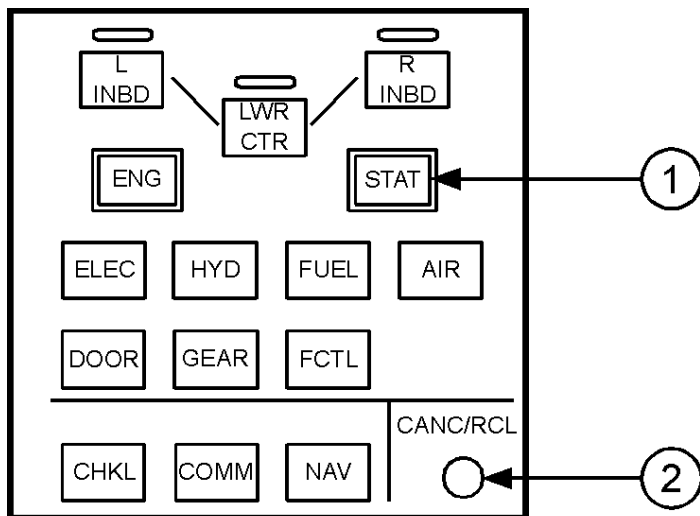 L
INBD
R
INBD
LWR
CTR
ENG
STAT
1
ELEC
HYD
FUEL
AIR
DOOR
GEAR
FCTL
CANC/RCL
CHKL
COMM
NAV
2